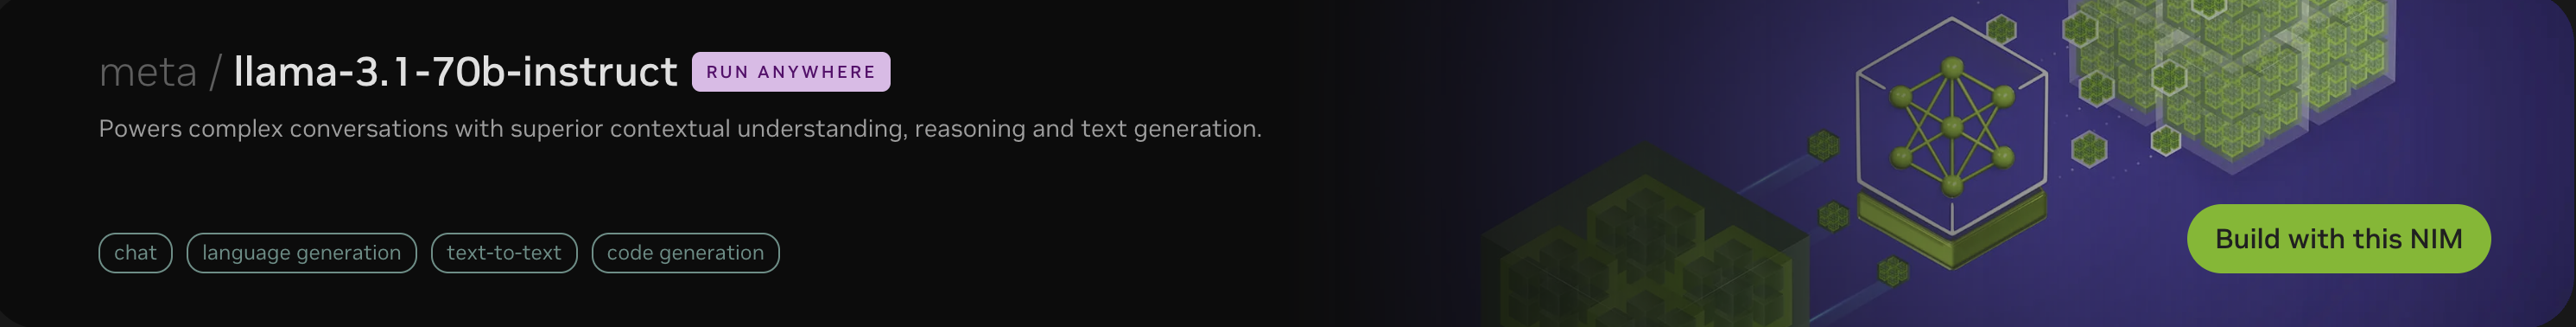 meta / llama-3.1-70b-instruct RUN ANYWHERE
Powers complex conversations with superior contextual understanding, reasoning and text generation.
chat language generation text-to-text code generation
Build with this NIM